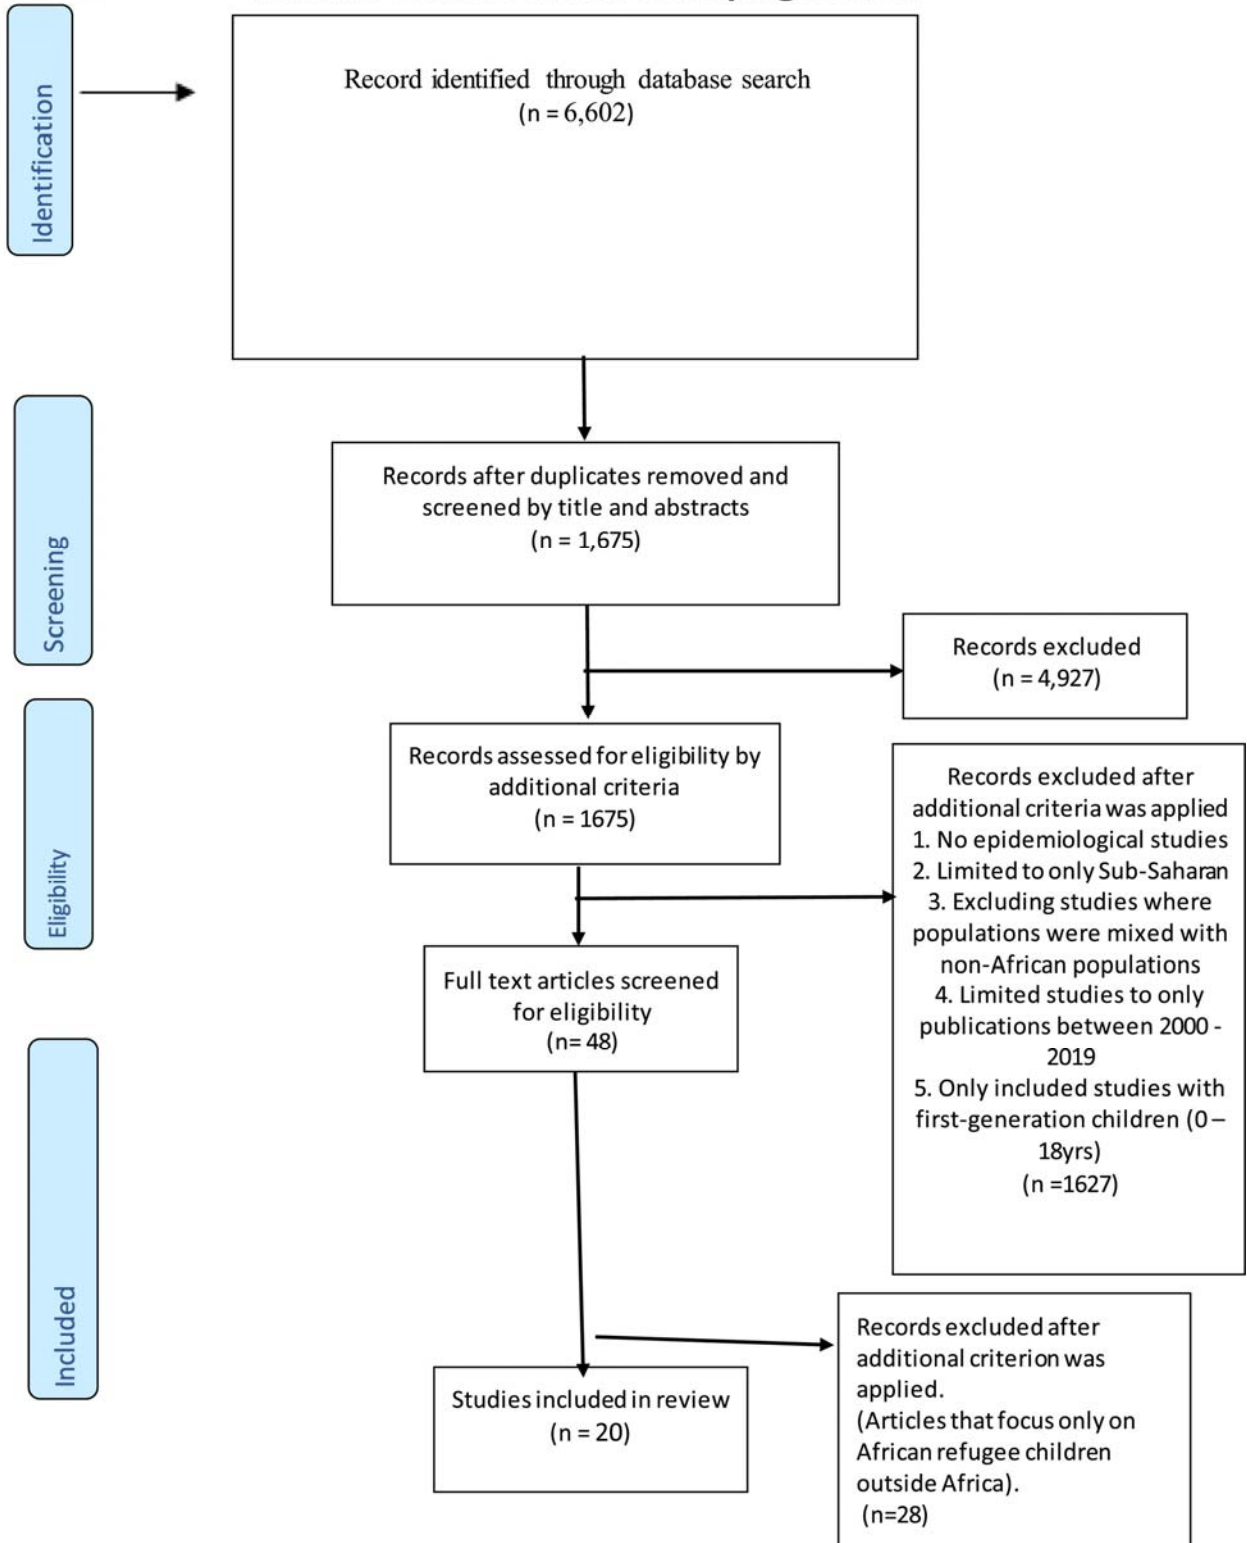 Identification
Record identified through database search
(n = 6,602)
Screening
Records after duplicates removed and
screened by title and abstracts
(n = 1,675)
Records excluded
(n = 4,927)
Eligibility
Records assessed for eligibility by
additional criteria
(n = 1675)
Records excluded after
additional criteria was applied
1. No epidemiological studies
2. Limited to only Sub-Saharan
3. Excluding studies where
populations were mixed with
non-African populations
4. Limited studies to only
publications between 2000 -
2019
5. Only included studies with
first-generation children (0 –
18yrs)
(n =1627)
Full text articles screened
for eligibility
(n= 48)
Included
Studies included in review
(n = 20)
Records excluded after
additional criterion was
applied.
(Articles that focus only on
African refugee children
outside Africa).
(n=28)